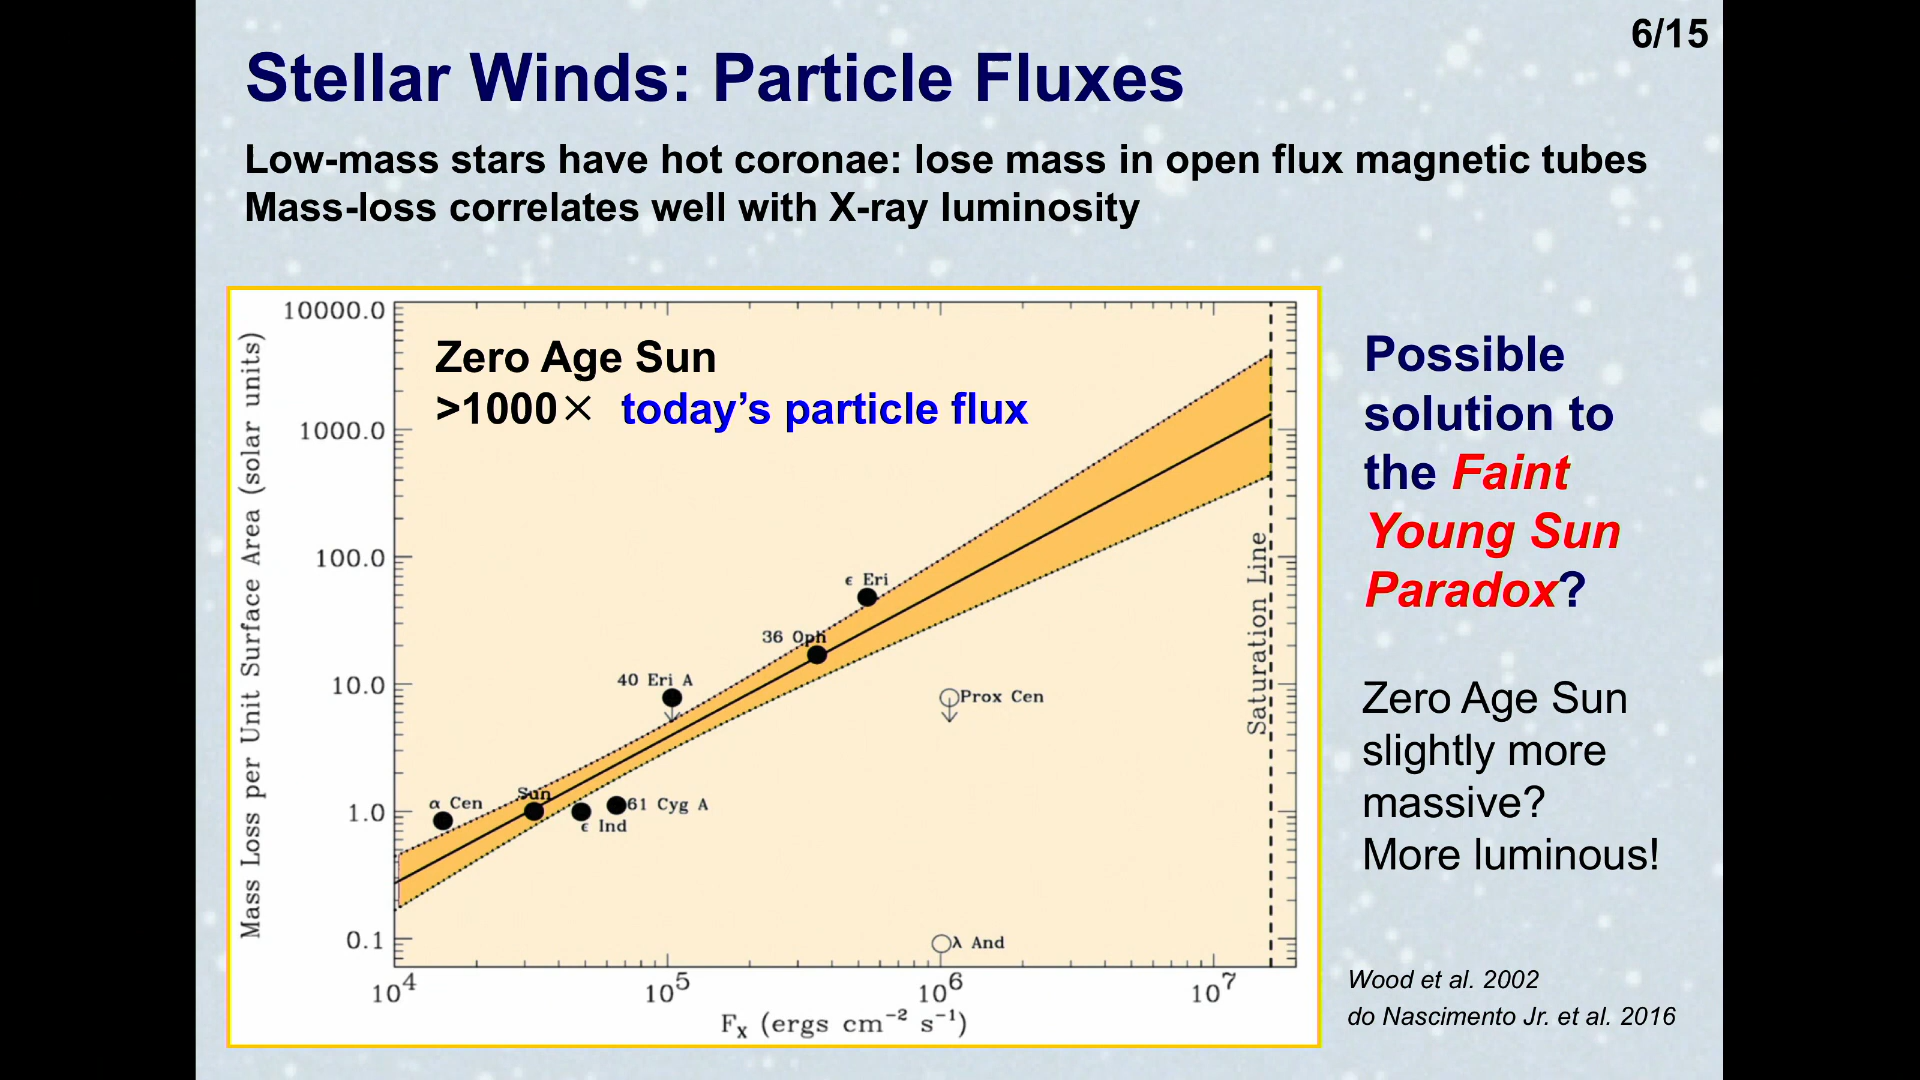 6/15
Stellar Winds: Particle Fluxes
Low-mass stars have hot coronae: lose mass in open flux magnetic tubes
Mass-loss correlates well with X-ray luminosity
Zero Age Sun
>1000× today’s particle flux
10000.0
1000.0
100.0
10.0
1.0
0.1
Mass Loss per Unit Surface Area (solar units)
ϵ Eri
36 Oph
40 Eri A
Prox Cen
α Cen
Sun
61 Cyg A
ϵ Ind
λ And
Saturation Line
10⁴
10⁵
10⁶
10⁷
Fₓ (ergs cm⁻² s⁻¹)
Possible
solution to
the Faint
Young Sun
Paradox?
Zero Age Sun
slightly more
massive?
More luminous!
Wood et al. 2002
do Nascimento Jr. et al. 2016